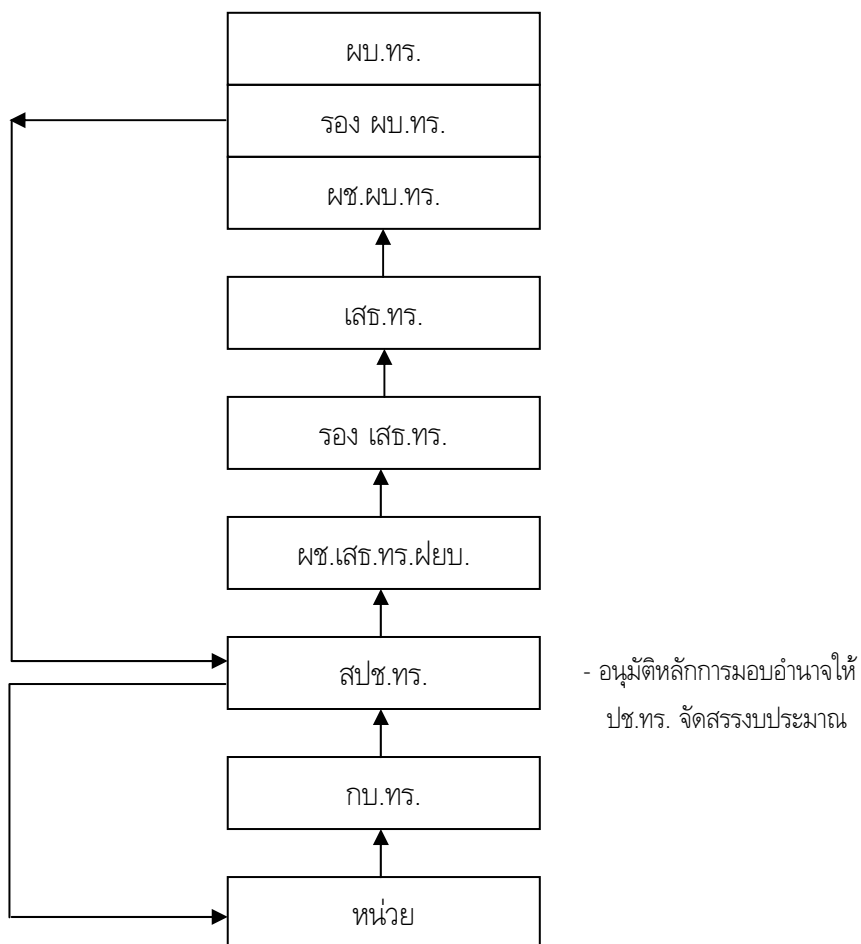 ผบ.ทร.
รอง ผบ.ทร.
ผช.ผบ.ทร.
เสธ.ทร.
รอง เสธ.ทร.
ผช.เสธ.ทร.ฝยบ.
สปช.ทร.
- อนุมัติหลักการมอบอำนาจให้
ปช.ทร. จัดสรรงบประมาณ
กบ.ทร.
หน่วย